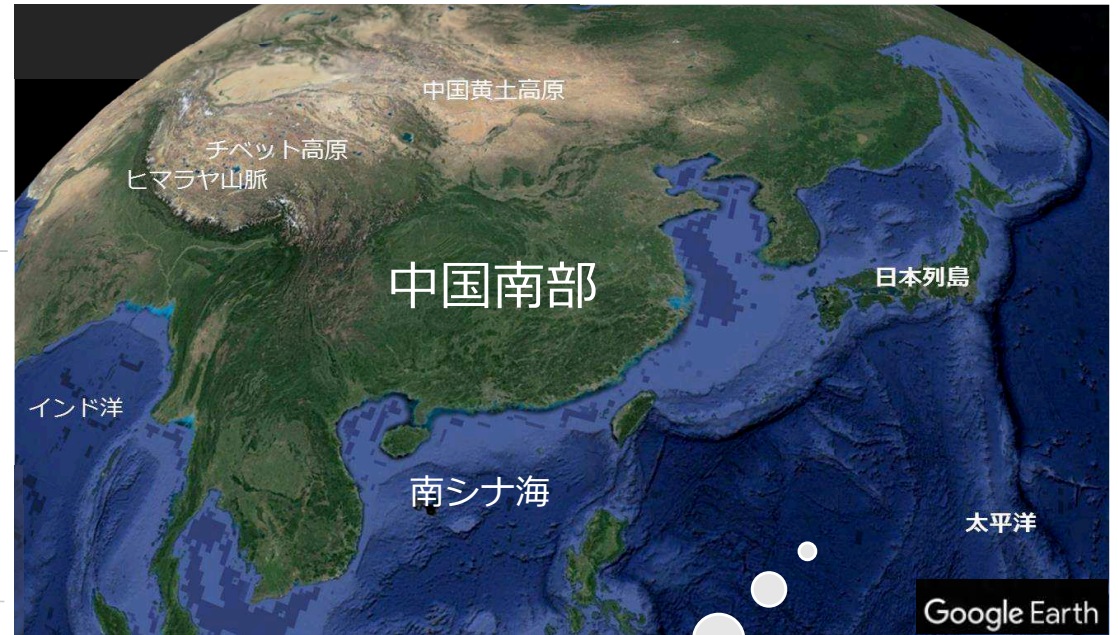 中国黄土高原
チベット高原
ヒマラヤ山脈
中国南部
日本列島
インド洋
南シナ海
太平洋
Google Earth